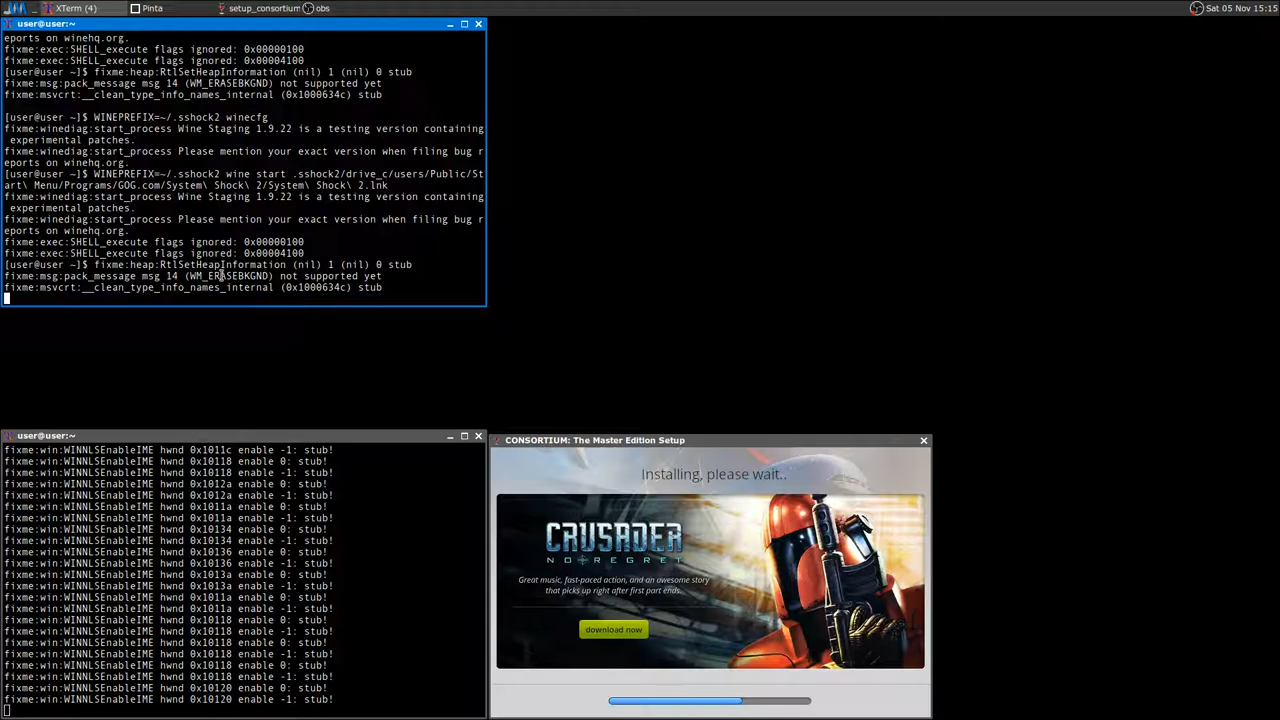 XTerm (4)
Pinta
setup_consortium
obs
Sat 05 Nov 15:15
user@user:~
eports on winehq.org.
fixme:exec:SHELL_execute flags ignored: 0x00000100
fixme:exec:SHELL_execute flags ignored: 0x00004100
[user@user ~]$ fixme:heap:RtlSetHeapInformation (nil) 1 (nil) 0 stub
fixme:msg:pack_message msg 14 (WM_ERASEBKGND) not supported yet
fixme:msvcrt:__clean_type_info_names_internal (0x1000634c) stub
[user@user ~]$ WINEPREFIX=~/.sshock2 winecfg
fixme:winediag:start_process Wine Staging 1.9.22 is a testing version containing
experimental patches.
fixme:winediag:start_process Please mention your exact version when filing bug r
eports on winehq.org.
[user@user ~]$ WINEPREFIX=~/.sshock2 wine start .sshock2/drive_c/users/Public/St
art\ Menu/Programs/GOG.com/System\ Shock\ 2/System\ Shock\ 2.lnk
fixme:winediag:start_process Wine Staging 1.9.22 is a testing version containing
experimental patches.
fixme:winediag:start_process Please mention your exact version when filing bug r
eports on winehq.org.
fixme:exec:SHELL_execute flags ignored: 0x00000100
fixme:exec:SHELL_execute flags ignored: 0x00004100
[user@user ~]$ fixme:heap:RtlSetHeapInformation (nil) 1 (nil) 0 stub
fixme:msg:pack_message msg 14 (WM_ERASEBKGND) not supported yet
fixme:msvcrt:__clean_type_info_names_internal (0x1000634c) stub
user@user:~
fixme:win:WINNLSEnableIME hwnd 0x1011c enable -1: stub!
fixme:win:WINNLSEnableIME hwnd 0x10118 enable 0: stub!
fixme:win:WINNLSEnableIME hwnd 0x10118 enable -1: stub!
fixme:win:WINNLSEnableIME hwnd 0x1012a enable 0: stub!
fixme:win:WINNLSEnableIME hwnd 0x1012a enable -1: stub!
fixme:win:WINNLSEnableIME hwnd 0x1011a enable 0: stub!
fixme:win:WINNLSEnableIME hwnd 0x1011a enable -1: stub!
fixme:win:WINNLSEnableIME hwnd 0x10134 enable 0: stub!
fixme:win:WINNLSEnableIME hwnd 0x10134 enable -1: stub!
fixme:win:WINNLSEnableIME hwnd 0x10136 enable 0: stub!
fixme:win:WINNLSEnableIME hwnd 0x10136 enable -1: stub!
fixme:win:WINNLSEnableIME hwnd 0x1013a enable 0: stub!
fixme:win:WINNLSEnableIME hwnd 0x1013a enable -1: stub!
fixme:win:WINNLSEnableIME hwnd 0x1011a enable 0: stub!
fixme:win:WINNLSEnableIME hwnd 0x1011a enable -1: stub!
fixme:win:WINNLSEnableIME hwnd 0x10118 enable 0: stub!
fixme:win:WINNLSEnableIME hwnd 0x10118 enable -1: stub!
fixme:win:WINNLSEnableIME hwnd 0x10118 enable 0: stub!
fixme:win:WINNLSEnableIME hwnd 0x10118 enable -1: stub!
fixme:win:WINNLSEnableIME hwnd 0x10118 enable 0: stub!
fixme:win:WINNLSEnableIME hwnd 0x10118 enable -1: stub!
fixme:win:WINNLSEnableIME hwnd 0x10120 enable 0: stub!
fixme:win:WINNLSEnableIME hwnd 0x10120 enable -1: stub!
CONSORTIUM: The Master Edition Setup
Installing, please wait..
CRUSADER
NO REGRET
Great music, fast-paced action, and an awesome story
that picks up right after first part ends.
download now